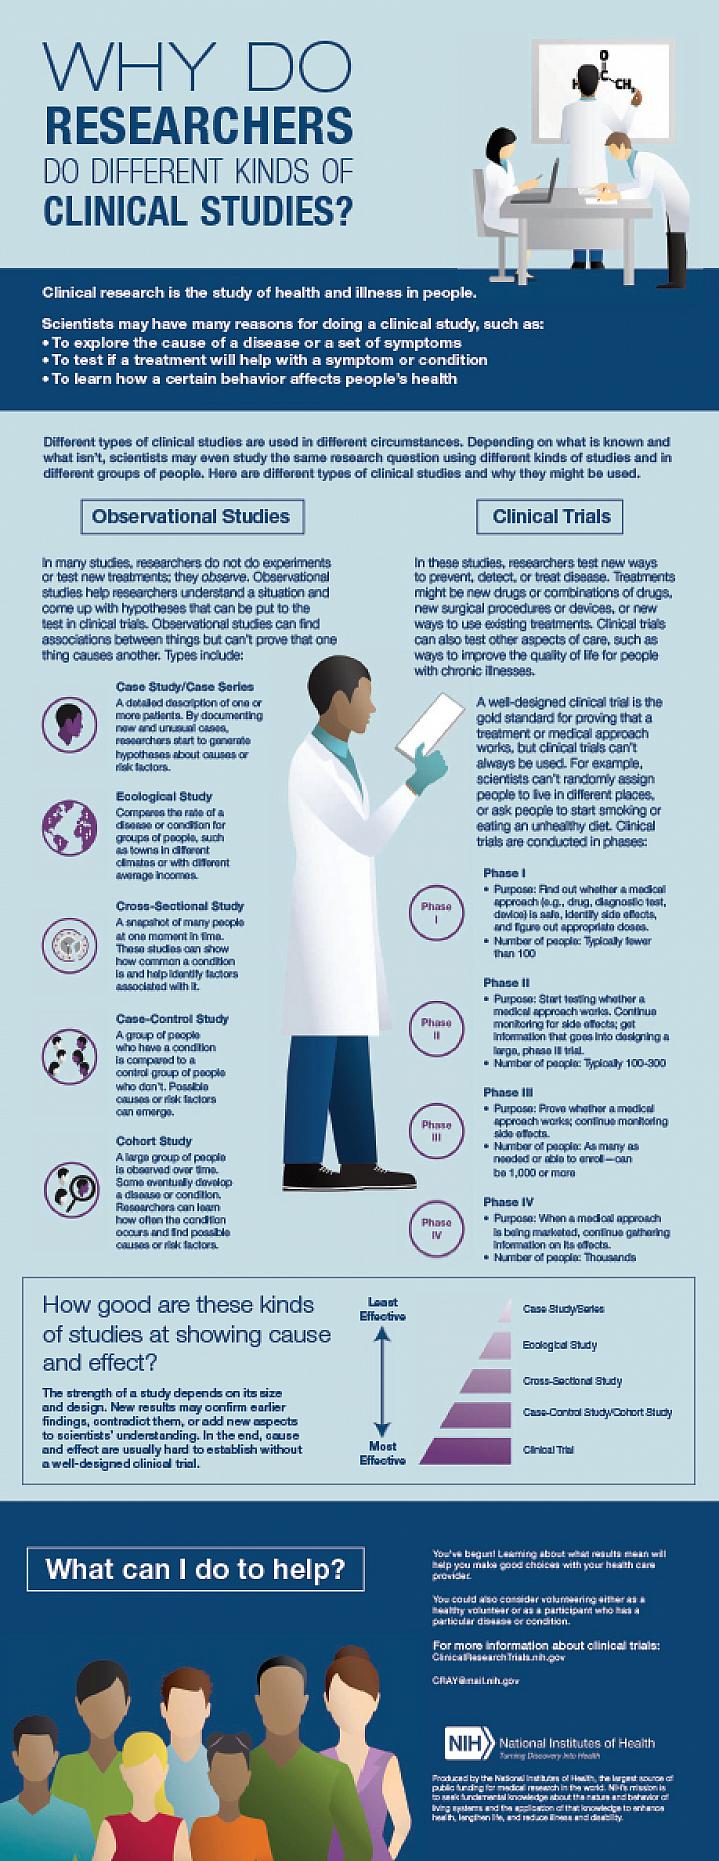 WHY DO
RESEARCHERS
DO DIFFERENT KINDS OF
CLINICAL STUDIES?
O
H C CH3
Clinical research is the study of health and illness in people.
Scientists may have many reasons for doing a clinical study, such as:
• To explore the cause of a disease or a set of symptoms
• To test if a treatment will help with a symptom or condition
• To learn how a certain behavior affects people's health
Different types of clinical studies are used in different circumstances. Depending on what is known and
what isn't, scientists may even study the same research question using different kinds of studies and in
different groups of people. Here are different types of clinical studies and why they might be used.
Observational Studies
In many studies, researchers do not do experiments
or test new treatments; they observe. Observational
studies help researchers understand a situation and
come up with hypotheses that can be put to the
test in clinical trials. Observational studies can find
associations between things but can't prove that one
thing causes another. Types include:
Case Study/Case Series
A detailed description of one or
more patients. By documenting
new and unusual cases,
researchers start to generate
hypotheses about causes or
risk factors.
Ecological Study
Compares the rate of a
disease or condition for
groups of people, such
as towns in different
climates or with different
average incomes.
Cross-Sectional Study
A snapshot of many people
at one moment in time.
These studies can show
how common a condition
is and help identify factors
associated with it.
Case-Control Study
A group of people
who have a condition
is compared to a
control group of people
who don't. Possible
causes or risk factors
can emerge.
Cohort Study
A large group of people
is observed over time.
Some eventually develop
a disease or condition.
Researchers can learn
how often the condition
occurs and find possible
causes or risk factors.
Clinical Trials
In these studies, researchers test new ways
to prevent, detect, or treat disease. Treatments
might be new drugs or combinations of drugs,
new surgical procedures or devices, or new
ways to use existing treatments. Clinical trials
can also test other aspects of care, such as
ways to improve the quality of life for people
with chronic illnesses.
A well-designed clinical trial is the
gold standard for proving that a
treatment or medical approach
works, but clinical trials can't
always be used. For example,
scientists can't randomly assign
people to live in different places,
or ask people to start smoking or
eating an unhealthy diet. Clinical
trials are conducted in phases:
Phase
I
Phase I
• Purpose: Find out whether a medical
approach (e.g., drug, diagnostic test,
device) is safe, identify side effects,
and figure out appropriate doses.
• Number of people: Typically fewer
than 100
Phase
II
Phase II
• Purpose: Start testing whether a
medical approach works. Continue
monitoring for side effects; get
information that goes into designing a
large, phase III trial.
• Number of people: Typically 100-300
Phase
III
Phase III
• Purpose: Prove whether a medical
approach works; continue monitoring
side effects.
• Number of people: As many as
needed or able to enroll—can
be 1,000 or more
Phase
IV
Phase IV
• Purpose: When a medical approach
is being marketed, continue gathering
information on its effects.
• Number of people: Thousands
How good are these kinds
of studies at showing cause
and effect?
The strength of a study depends on its size
and design. New results may confirm earlier
findings, contradict them, or add new aspects
to scientists' understanding. In the end, cause
and effect are usually hard to establish without
a well-designed clinical trial.
Least
Effective
Most
Effective
Case Study/Series
Ecological Study
Cross-Sectional Study
Case-Control Study/Cohort Study
Clinical Trial
What can I do to help?
You've begun! Learning about what results mean will
help you make good choices with your health care
provider.
You could also consider volunteering either as a
healthy volunteer or as a participant who has a
particular disease or condition.
For more information about clinical trials:
ClinicalResearchTrials.nih.gov
CRAY@mail.nih.gov
NIH National Institutes of Health
Turning Discovery Into Health
Produced by the National Institutes of Health, the largest source of
public funding for medical research in the world. NIH's mission is
to seek fundamental knowledge about the nature and behavior of
living systems and the application of that knowledge to enhance
health, lengthen life, and reduce illness and disability.